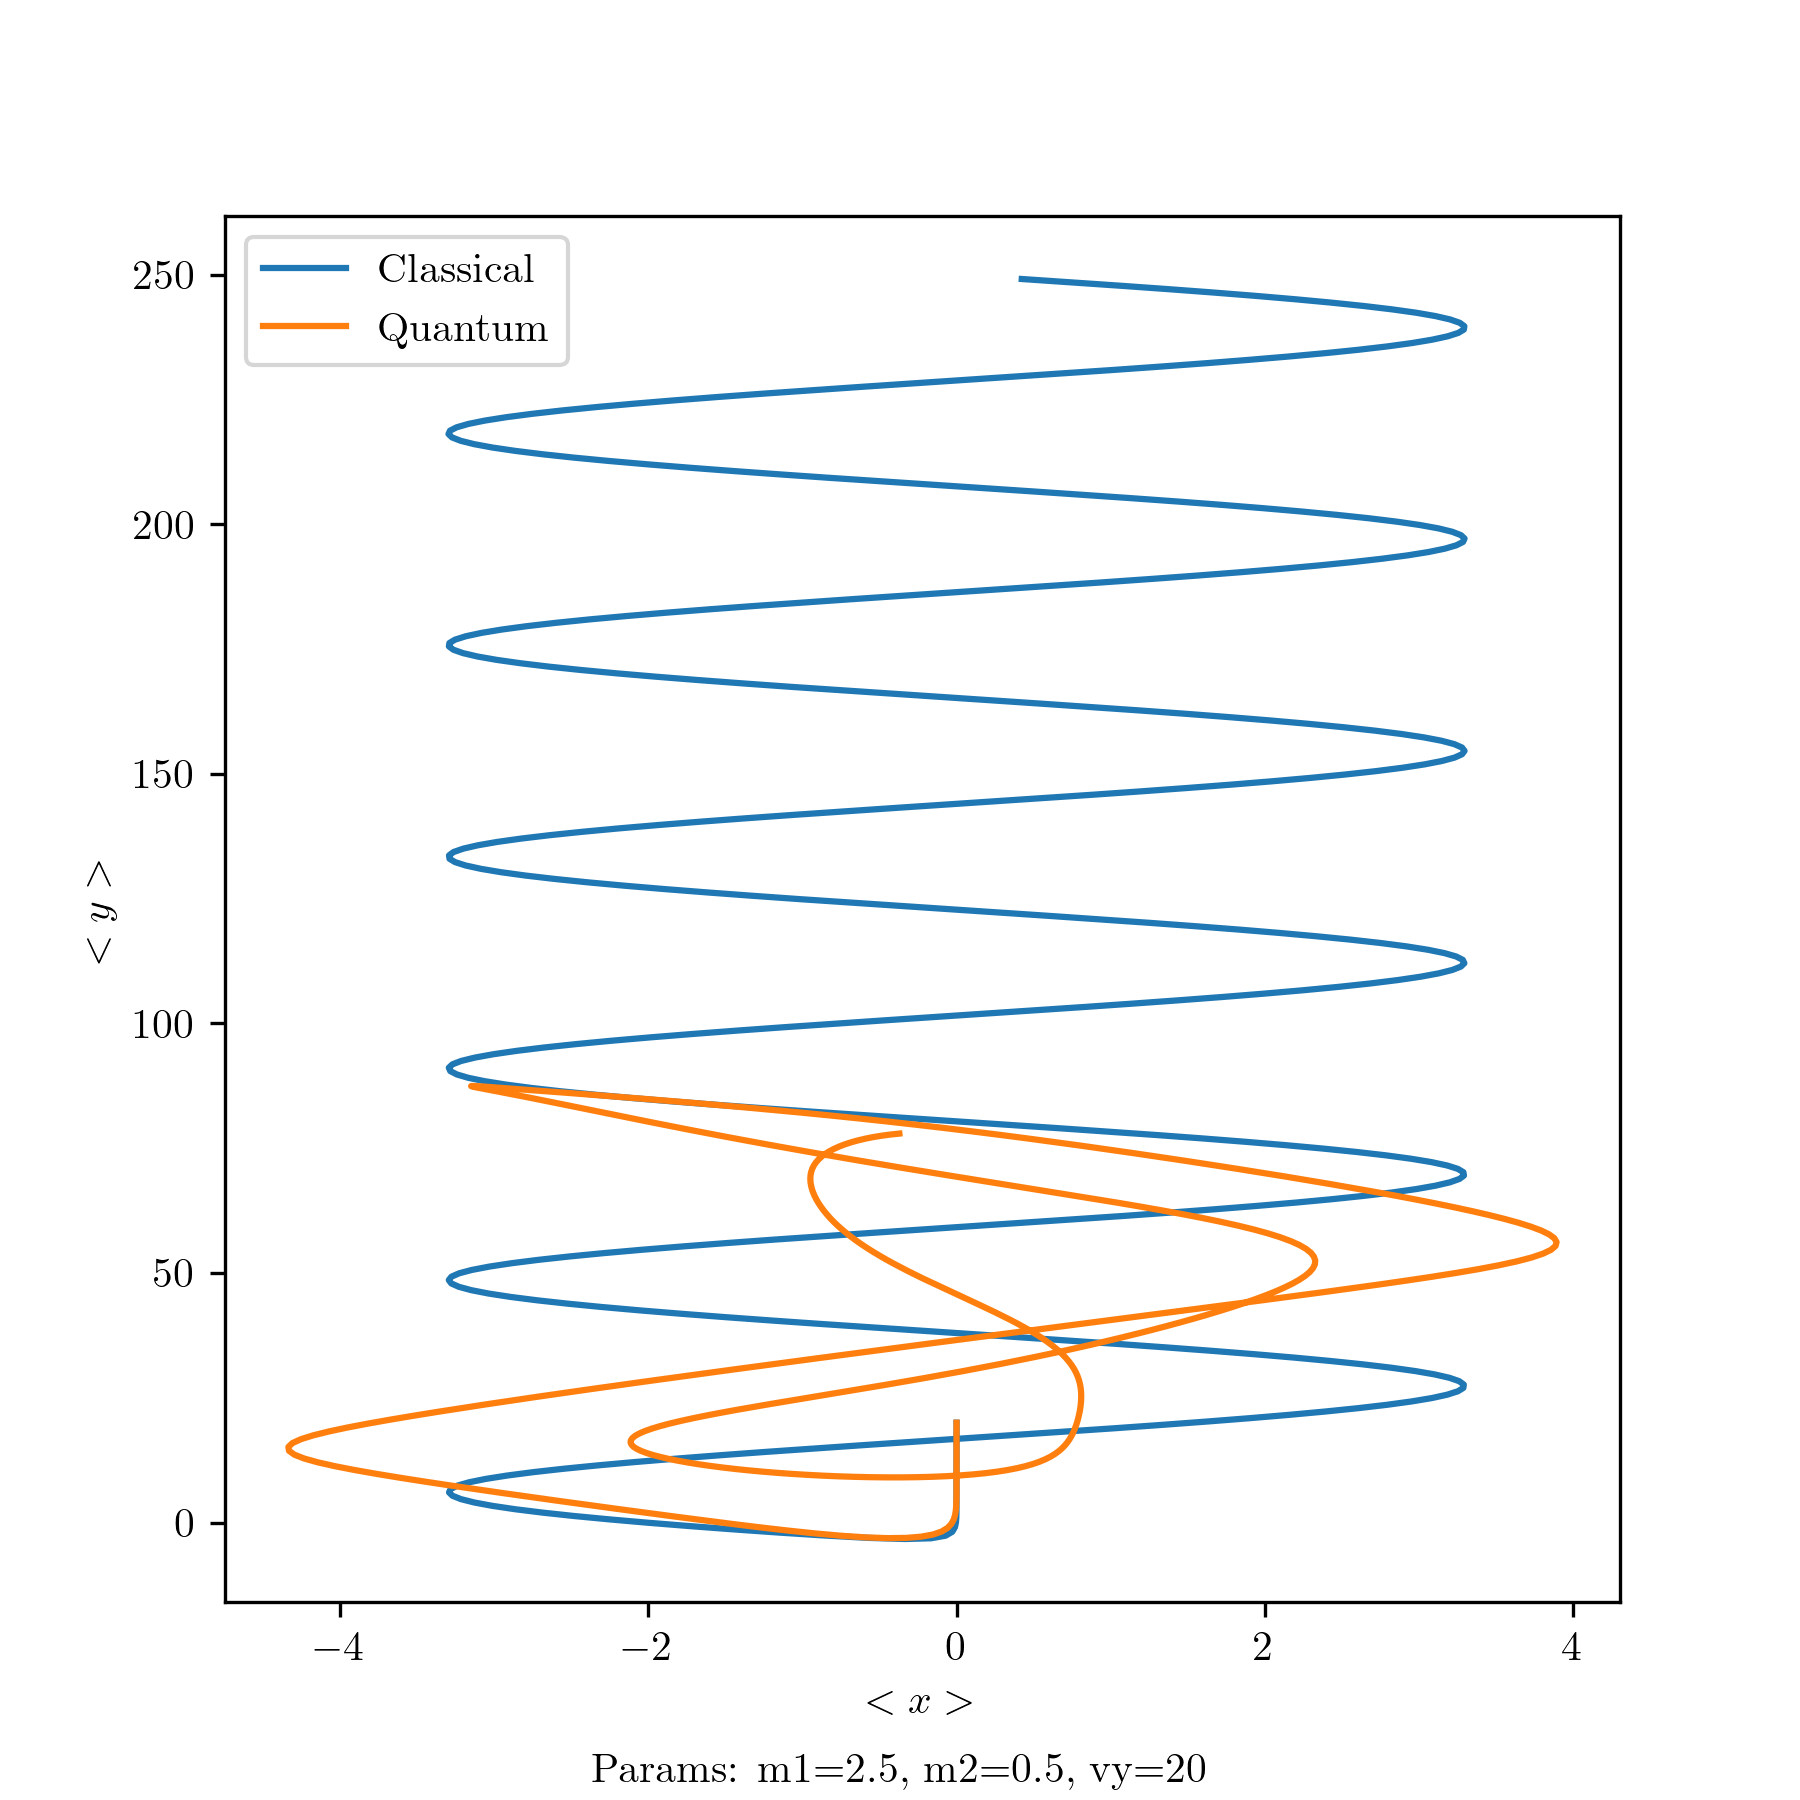 Classical
Quantum
250
200
150
100
50
0
< y >
−4 −2 0 2 4
< x >
Params: m1=2.5, m2=0.5, vy=20